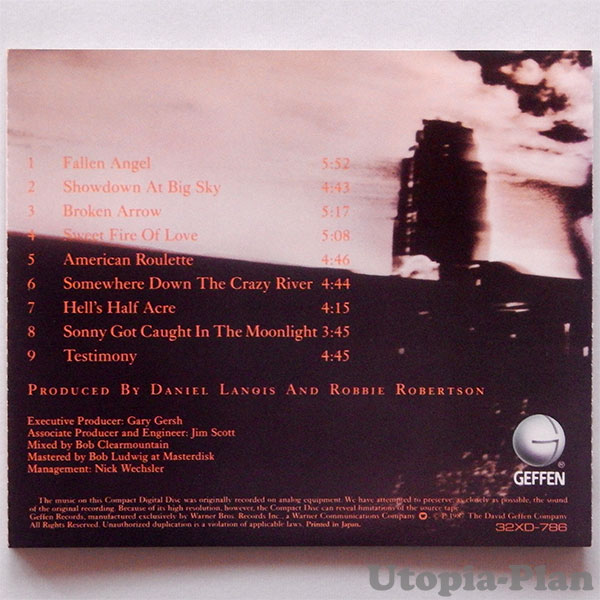 1 Fallen Angel 5:52
2 Showdown At Big Sky 4:43
3 Broken Arrow 5:17
4 Sweet Fire Of Love 5:08
5 American Roulette 4:46
6 Somewhere Down The Crazy River 4:44
7 Hell's Half Acre 4:15
8 Sonny Got Caught In The Moonlight 3:45
9 Testimony 4:45
PRODUCED BY DANIEL LANOIS AND ROBBIE ROBERTSON
Executive Producer: Gary Gersh
Associate Producer and Engineer: Jim Scott
Mixed by Bob Clearmountain
Mastered by Bob Ludwig at Masterdisk
Management: Nick Wechsler
G
GEFFEN ®
The music on this Compact Digital Disc was originally recorded on analog equipment. We have attempted to preserve, as closely as possible, the sound
of the original recording. Because of its high resolution, however, the Compact Disc can reveal limitations of the source tape.
Geffen Records, manufactured exclusively by Warner Bros. Records Inc., a Warner Communications Company. © ℗ 1987 The David Geffen Company
All Rights Reserved. Unauthorized duplication is a violation of applicable laws. Printed in Japan.
32XD-786
Utopia-Plan